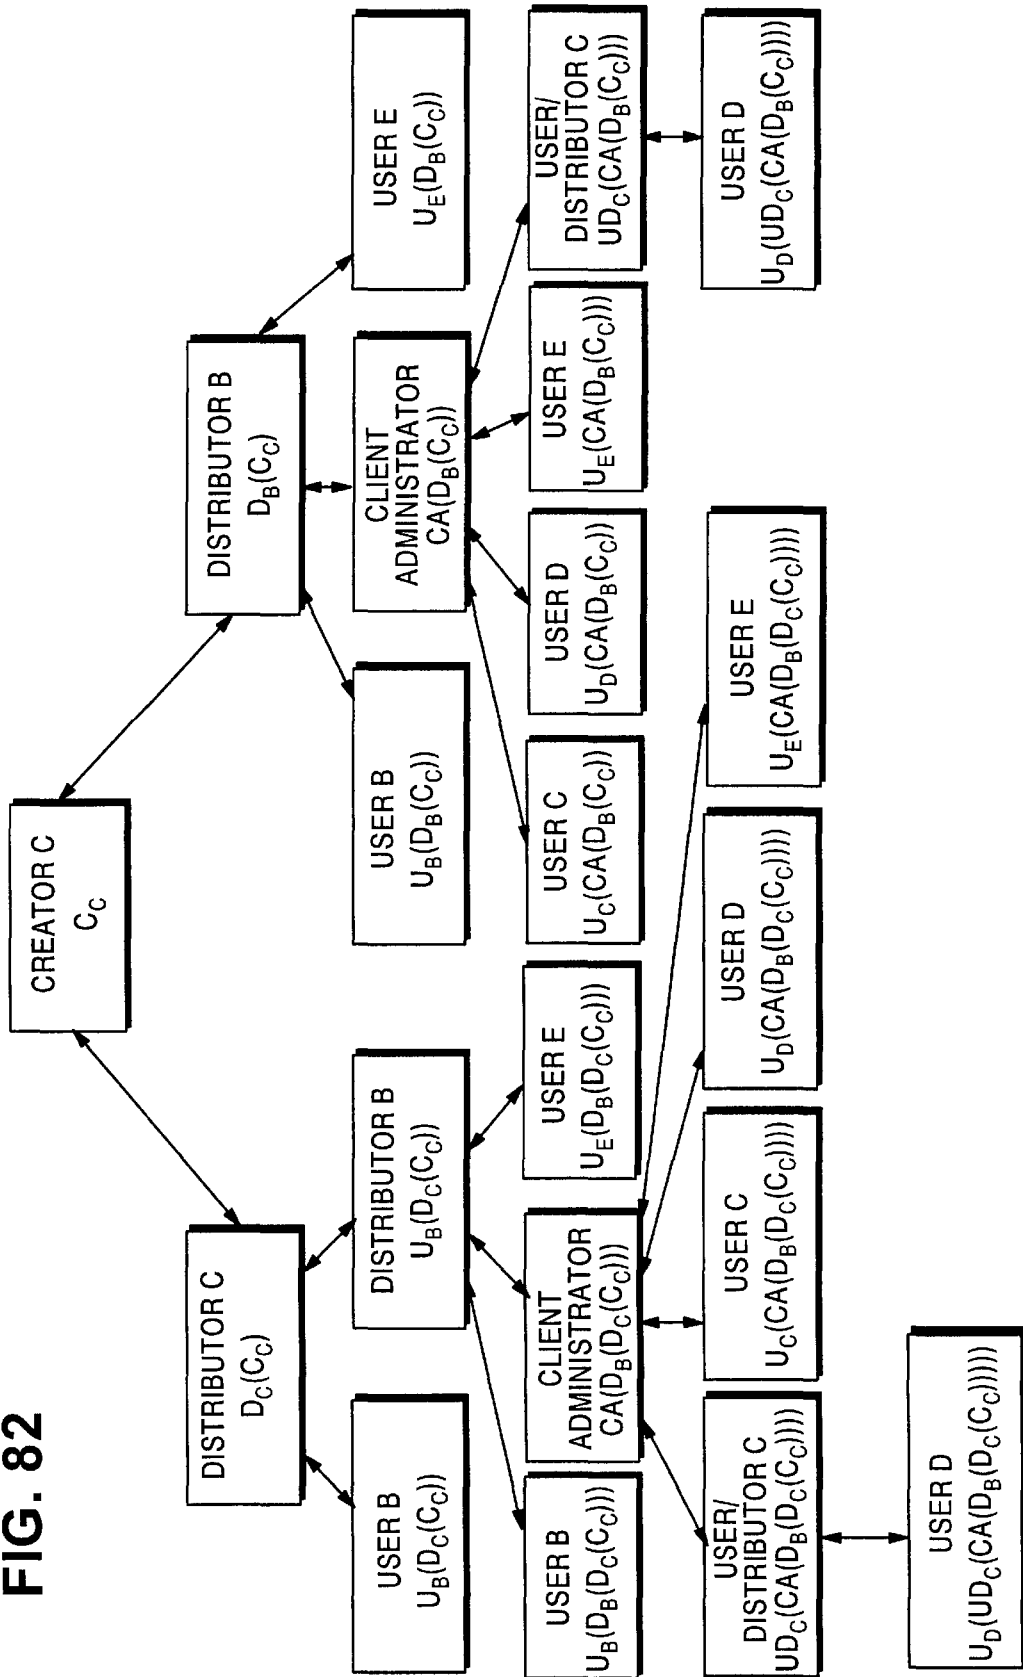 FIG. 82
CREATOR C
C_C
DISTRIBUTOR C
D_C(C_C)
DISTRIBUTOR B
D_B(C_C)
USER B
U_B(D_C(C_C))
DISTRIBUTOR B
U_B(D_C(C_C))
USER B
U_B(D_B(C_C))
CLIENT
ADMINISTRATOR
CA(D_B(C_C))
USER E
U_E(D_B(C_C))
USER B
U_B(D_B(D_C(C_C))))
CLIENT
ADMINISTRATOR
CA(D_B(D_C(C_C)))
USER E
U_E(D_B(D_C(C_C)))
USER C
U_C(CA(D_B(C_C))
USER D
U_D(CA(D_B(C_C))
USER E
U_E(CA(D_B(C_C)))
USER/
DISTRIBUTOR C
UD_C(CA(D_B(C_C)))
USER/
DISTRIBUTOR C
UD_C(CA(D_B(D_C(C_C))))
USER C
U_C(CA(D_B(D_C(C_C))))
USER D
U_D(CA(D_B(D_C(C_C))))
USER E
U_E(CA(D_B(D_C(C_C))))
USER D
U_D(UD_C(CA(D_B(C_C)))))
USER D
U_D(UD_C(CA(D_B(D_C(C_C)))))